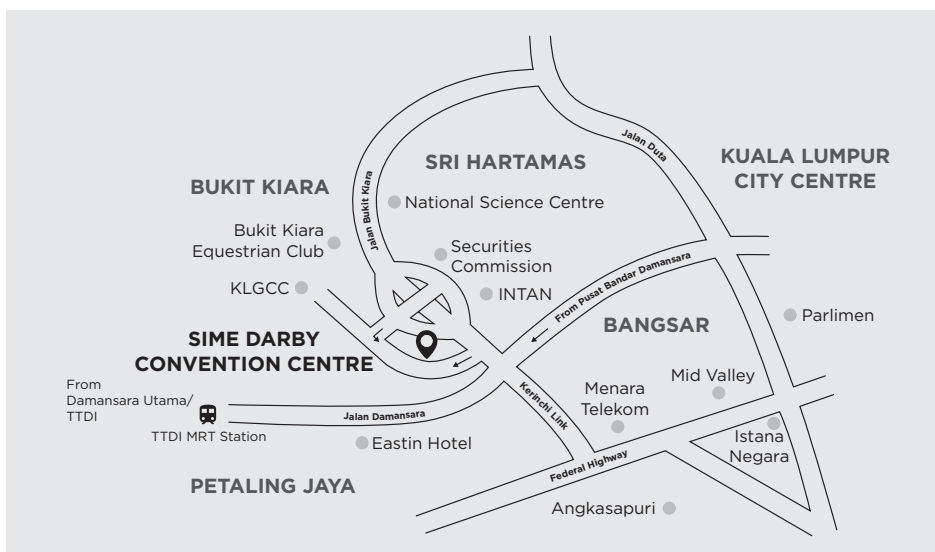 Jalan Duta
SRI HARTAMAS
KUALA LUMPUR
CITY CENTRE
BUKIT KIARA
Jalan Bukit Kiara
National Science Centre
Bukit Kiara
Equestrian Club
Securities
Commission
KLGCC
INTAN
From Pusat Bandar Damansara
Parlimen
BANGSAR
SIME DARBY
CONVENTION CENTRE
Mid Valley
From
Damansara Utama/
TTDI
Menara
Telekom
Kerinchi Link
Jalan Damansara
TTDI MRT Station
Eastin Hotel
Istana
Negara
Federal Highway
PETALING JAYA
Angkasapuri